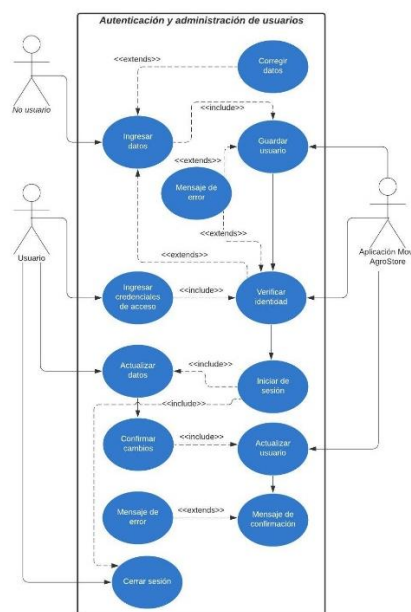 Autenticación y administración de usuarios
<<extends>>
Corregir
datos
<<include>>
No usuario
Ingresar
datos
Guardar
usuario
<<extends>>
Mensaje de
error
<<extends>>
Usuario
<<extends>>
Aplicación Mov
AgroStore
Ingresar
credenciales
de acceso
<<include>>
Verificar
identidad
Actualizar
datos
<<include>>
Iniciar de
sesión
<<include>>
Confirmar
cambios
<<include>>
Actualizar
usuario
Mensaje de
error
<<extends>>
Mensaje de
confirmación
Cerrar sesión